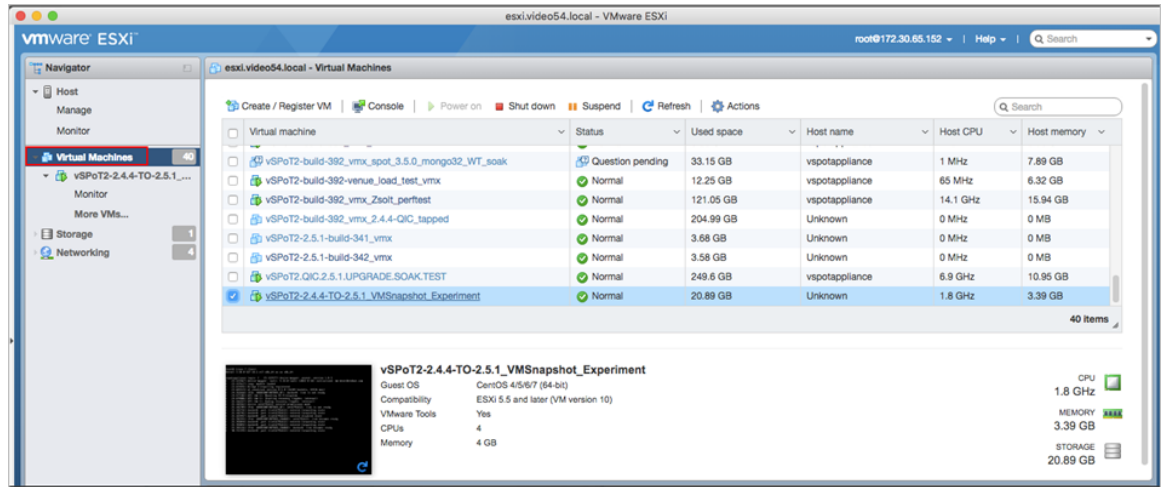 esxi.video54.local - VMware ESXi
vmware ESXi™
root@172.30.65.152 | Help | Search
Navigator
Host
Manage
Monitor
Virtual Machines 40
vSPoT2-2.4.4-TO-2.5.1_...
Monitor
More VMs...
Storage 1
Networking 4
esxi.video54.local - Virtual Machines
Create / Register VM | Console | Power on Shut down Suspend | Refresh | Actions
Search
Virtual machine Status Used space Host name Host CPU Host memory
vSPoT2-build-392_vmx_spot_3.5.0_mongo32_WT_soak Question pending 33.15 GB vspotappliance 1 MHz 7.89 GB
vSPoT2-build-392-venue_load_test_vmx Normal 12.25 GB vspotappliance 65 MHz 6.32 GB
vSPoT2-build-392_vmx_Zsolt_perftest Normal 121.05 GB vspotappliance 14.1 GHz 15.94 GB
vSPoT2-build-392_vmx_2.4.4-QIC_tapped Normal 204.99 GB Unknown 0 MHz 0 MB
vSPoT2-2.5.1-build-341_vmx Normal 3.68 GB Unknown 0 MHz 0 MB
vSPoT2-2.5.1-build-342_vmx Normal 3.58 GB Unknown 0 MHz 0 MB
vSPoT2.QIC.2.5.1.UPGRADE.SOAK.TEST Normal 249.6 GB vspotappliance 6.9 GHz 10.95 GB
vSPoT2-2.4.4-TO-2.5.1_VMSnapshot_Experiment Normal 20.89 GB Unknown 1.8 GHz 3.39 GB
40 items
vSPoT2-2.4.4-TO-2.5.1_VMSnapshot_Experiment
Guest OS CentOS 4/5/6/7 (64-bit)
Compatibility ESXi 5.5 and later (VM version 10)
VMware Tools Yes
CPUs 4
Memory 4 GB
CPU
1.8 GHz
MEMORY
3.39 GB
STORAGE
20.89 GB